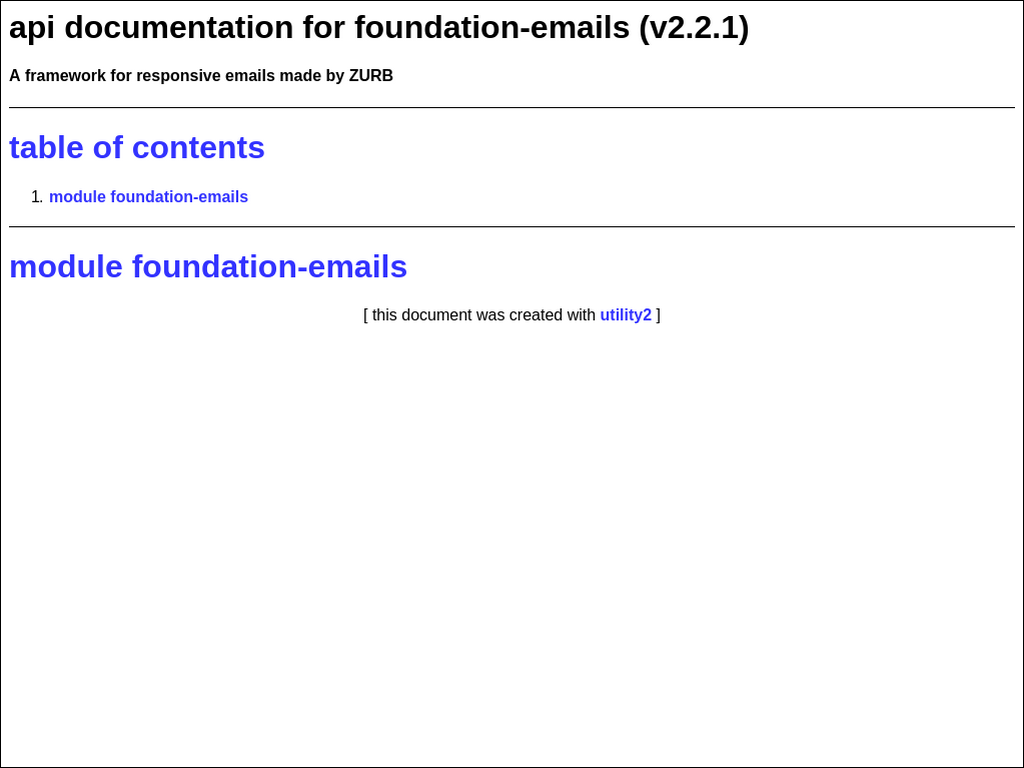 api documentation for foundation-emails (v2.2.1)
A framework for responsive emails made by ZURB
table of contents
1. module foundation-emails
module foundation-emails
[ this document was created with utility2 ]